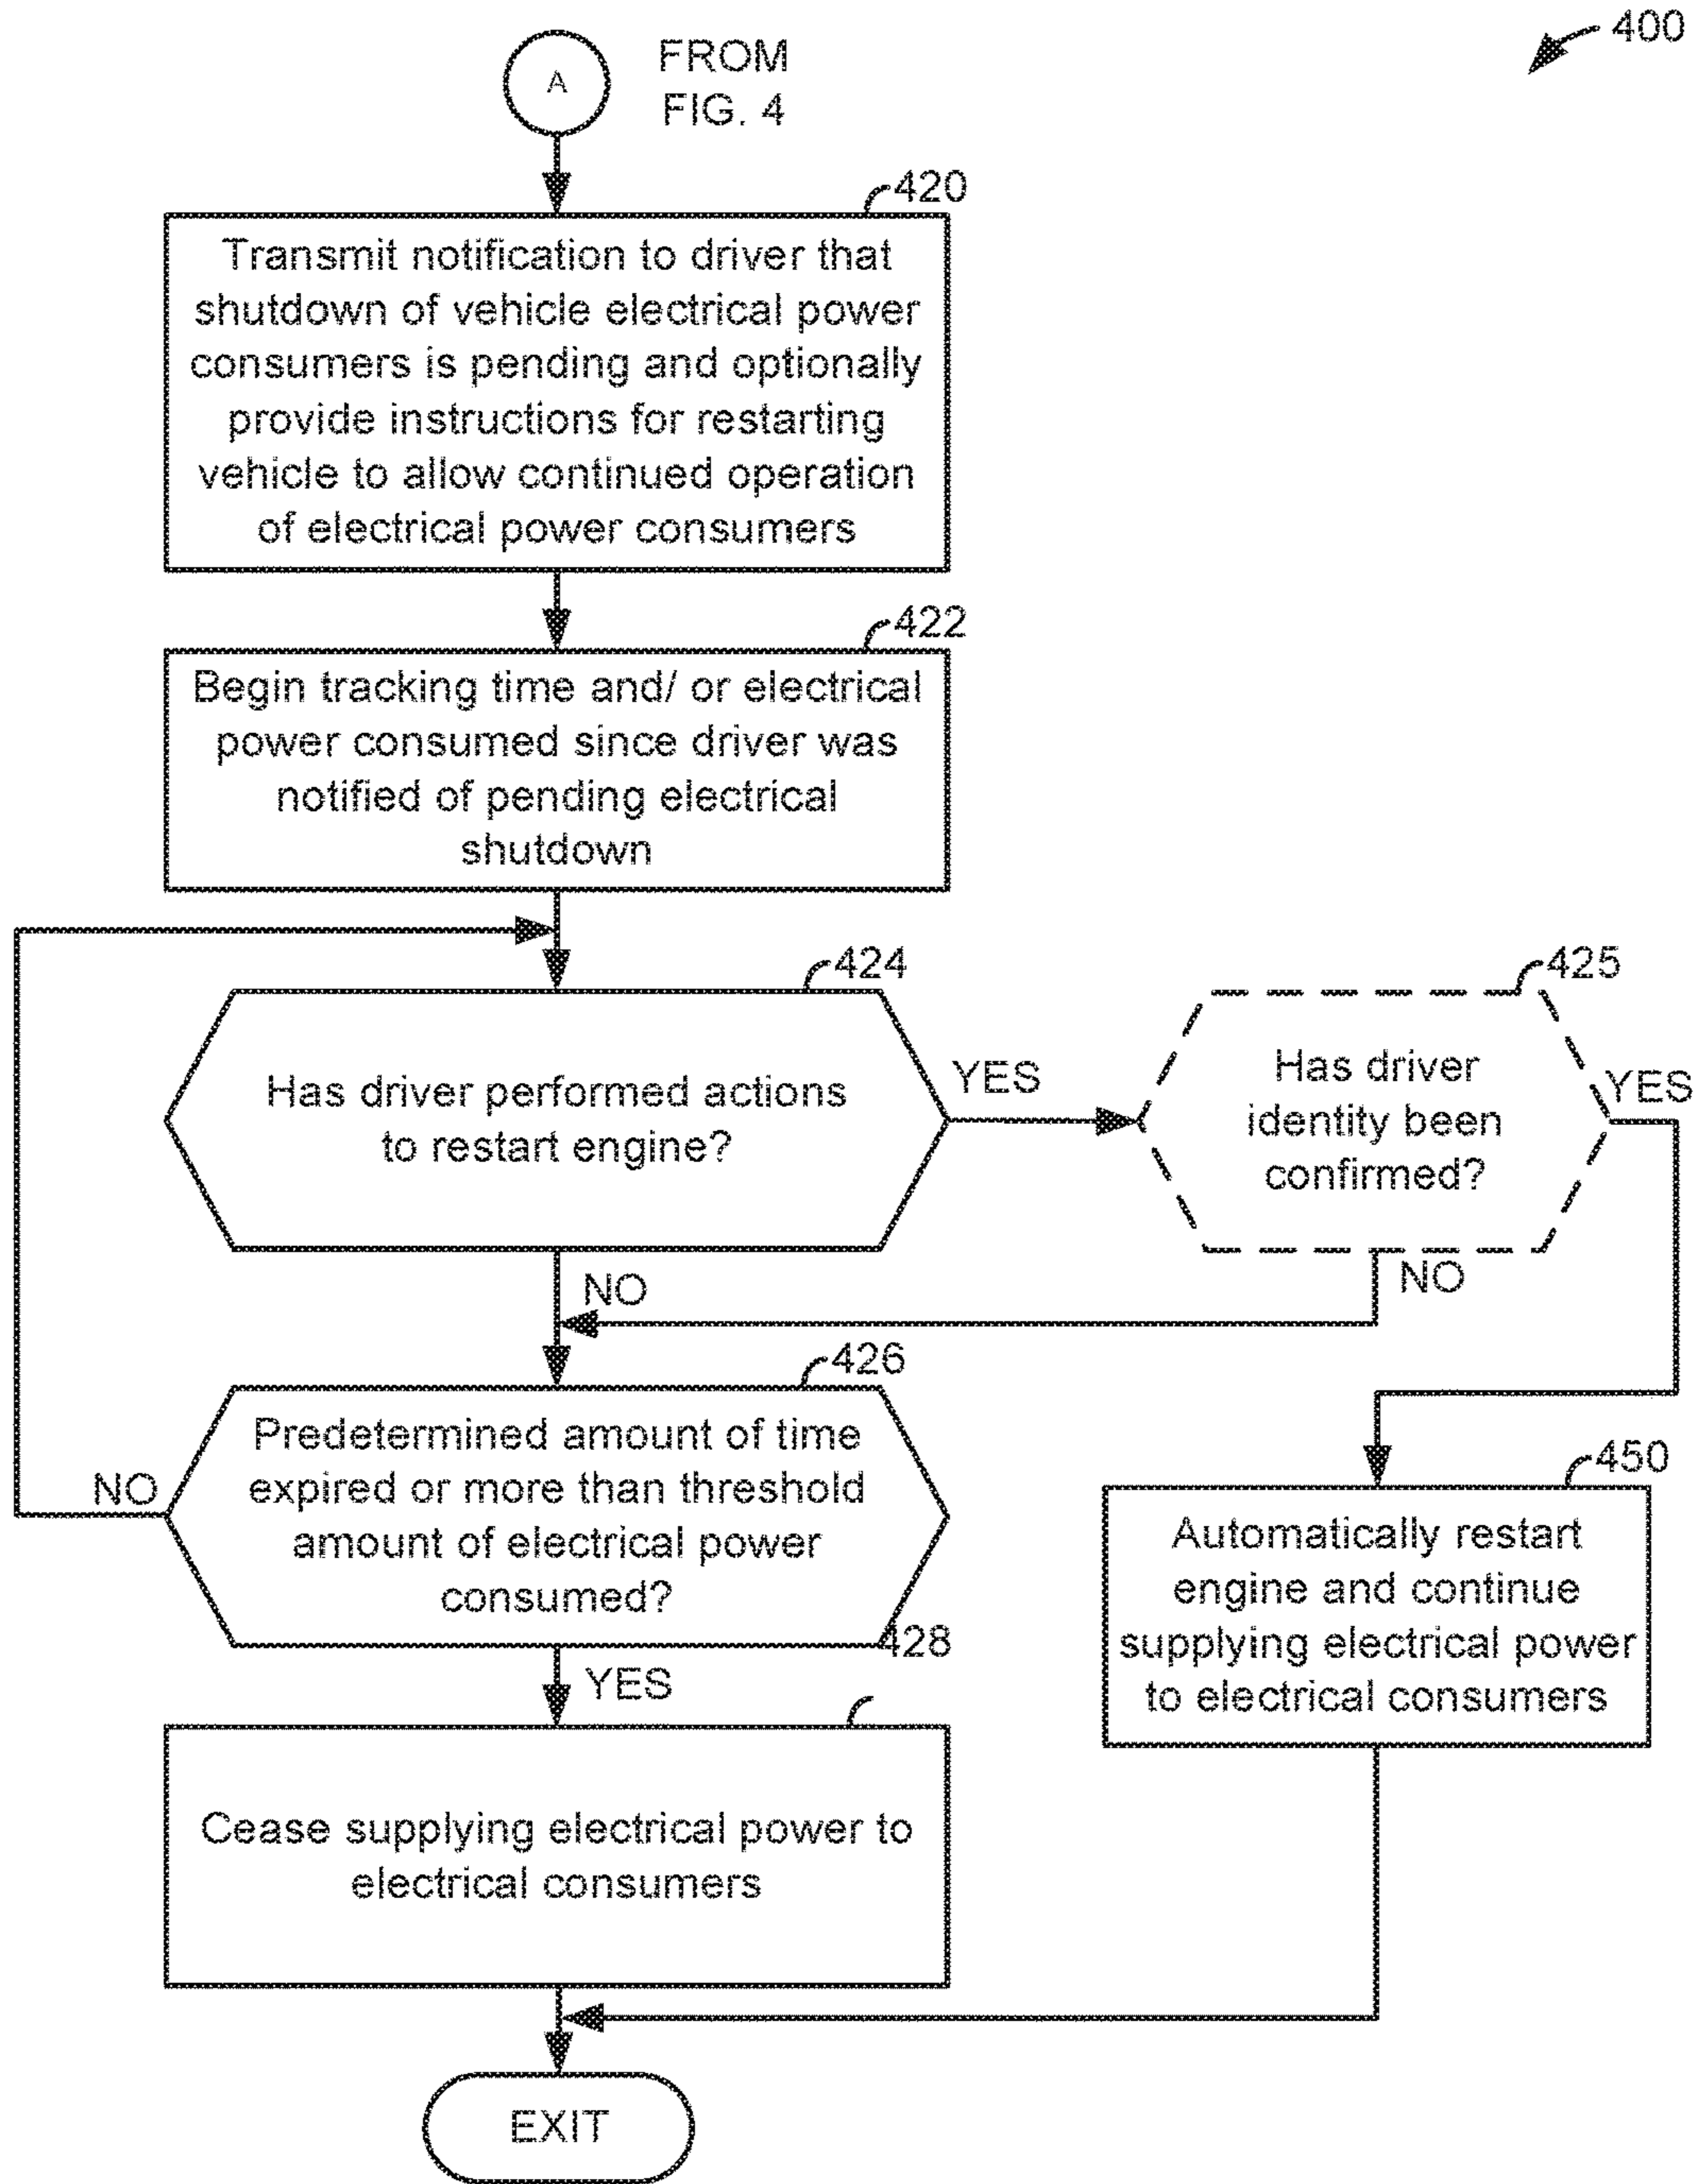 400
A
FROM
FIG. 4
420
Transmit notification to driver that
shutdown of vehicle electrical power
consumers is pending and optionally
provide instructions for restarting
vehicle to allow continued operation
of electrical power consumers
422
Begin tracking time and/ or electrical
power consumed since driver was
notified of pending electrical
shutdown
424
Has driver performed actions
to restart engine?
YES
NO
425
Has driver
identity been
confirmed?
YES
NO
426
Predetermined amount of time
expired or more than threshold
amount of electrical power
consumed?
NO
YES
428
Cease supplying electrical power to
electrical consumers
450
Automatically restart
engine and continue
supplying electrical power
to electrical consumers
EXIT